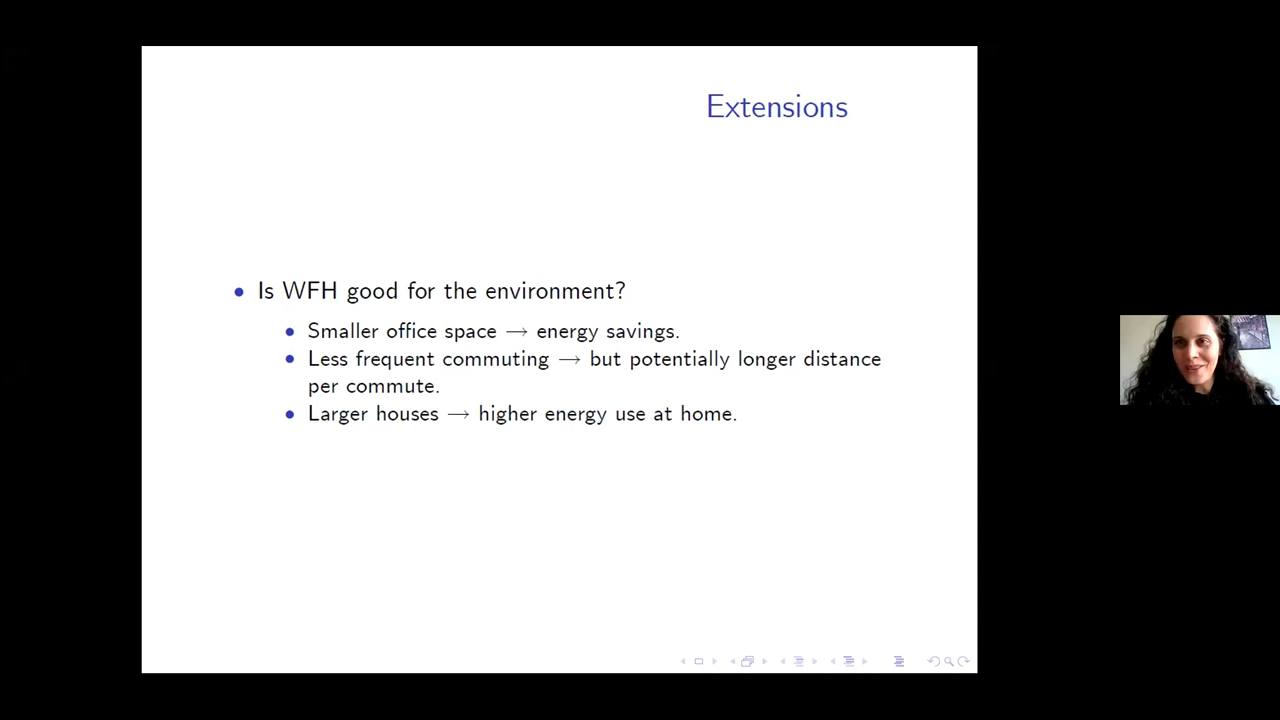 Extensions
• Is WFH good for the environment?
• Smaller office space → energy savings.
• Less frequent commuting → but potentially longer distance
per commute.
• Larger houses → higher energy use at home.